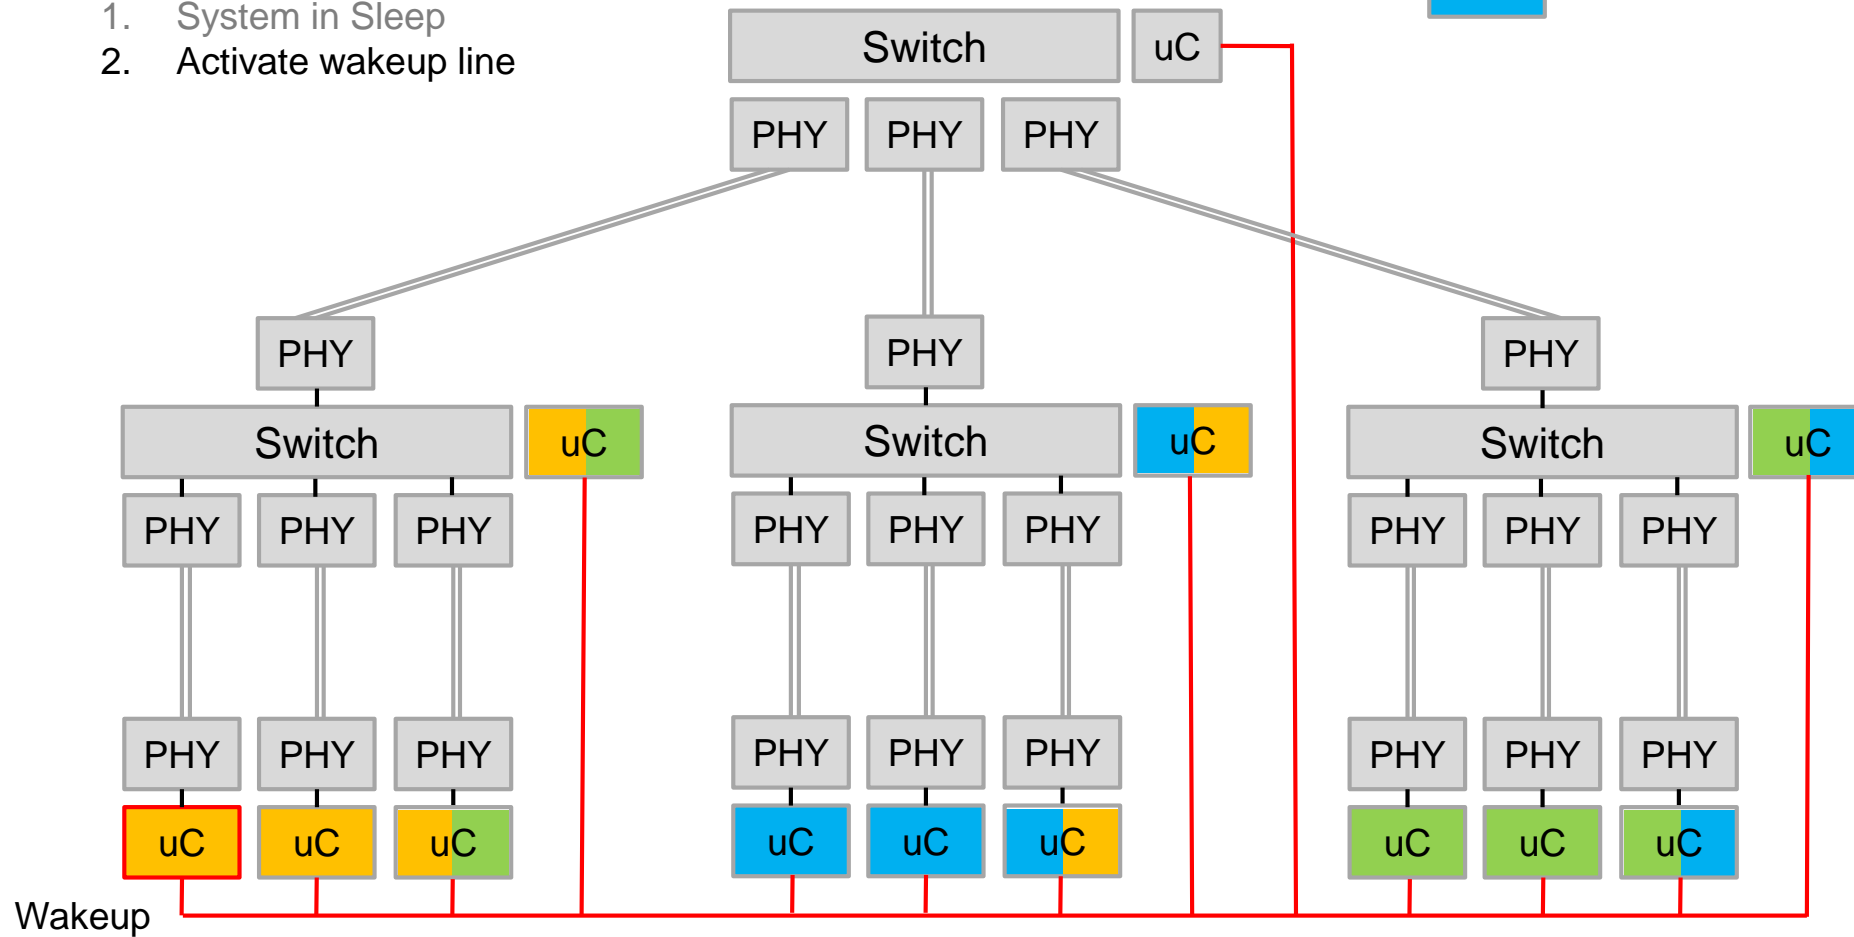 1. System in Sleep
2. Activate wakeup line
Switch uC
PHY PHY PHY
PHY PHY PHY
Switch uC Switch uC Switch uC
PHY PHY PHY PHY PHY PHY PHY PHY PHY
PHY PHY PHY PHY PHY PHY PHY PHY PHY
uC uC uC uC uC uC uC uC uC
Wakeup